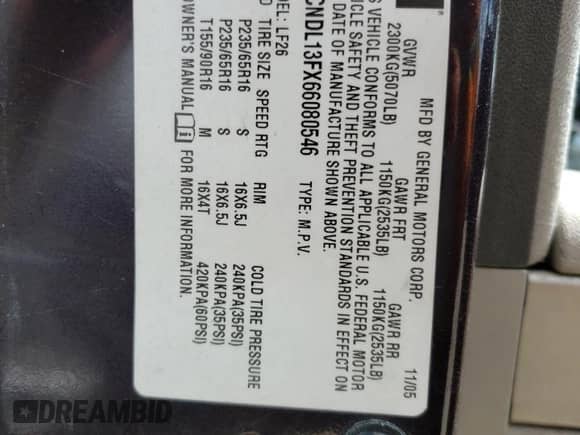 MFD BY GENERAL MOTORS CORP. 11/05
GVWR GAWR FRT GAWR RR
2300KG(5070LB) 1150KG(2535LB) 1150KG(2535LB)
VEHICLE CONFORMS TO ALL APPLICABLE U.S. FEDERAL MOTOR
SAFETY AND THEFT PREVENTION STANDARDS IN EFFECT ON
DATE OF MANUFACTURE SHOWN ABOVE.
CNDL13FX66080546 TYPE: M.P.V.
LF26
TIRE SIZE SPEED RTG RIM COLD TIRE PRESSURE
P235/65R16 S 16X6.5J 240KPA(35PSI)
P235/65R16 S 16X6.5J 240KPA(35PSI)
T155/90R16 M 16X4T 420KPA(60PSI)
OWNER'S MANUAL FOR MORE INFORMATION.
DREAMBID